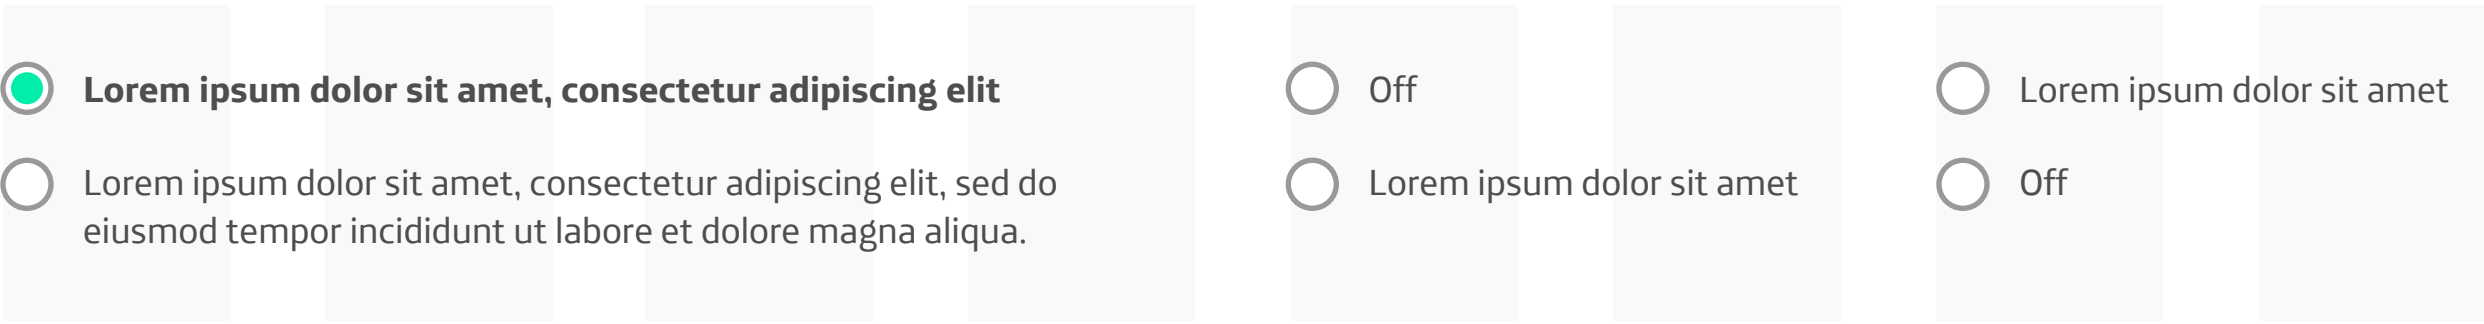 Lorem ipsum dolor sit amet, consectetur adipiscing elit
Lorem ipsum dolor sit amet, consectetur adipiscing elit, sed do
eiusmod tempor incididunt ut labore et dolore magna aliqua.
Off
Lorem ipsum dolor sit amet
Lorem ipsum dolor sit amet
Off